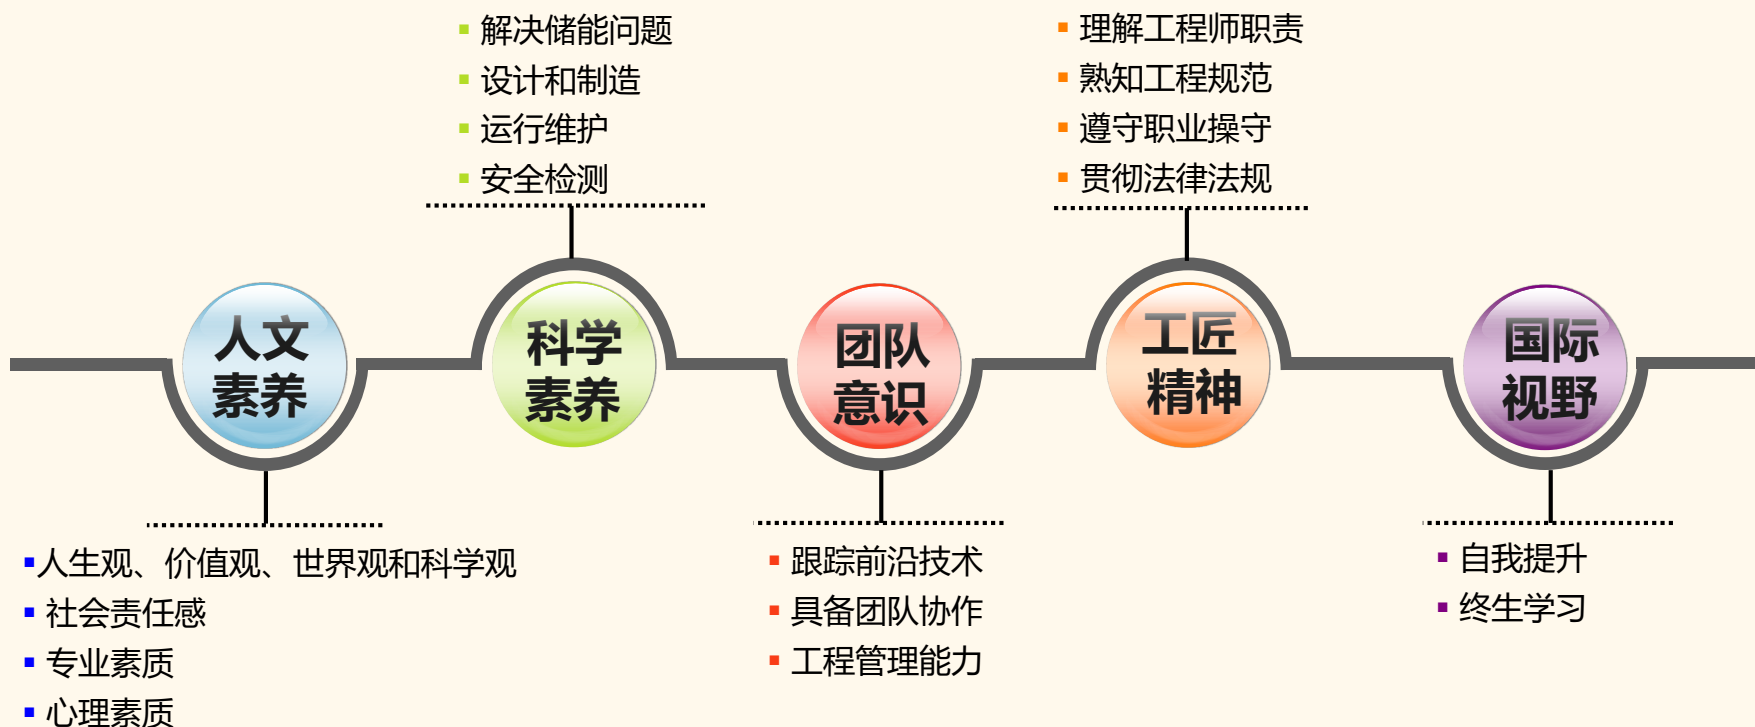 解决储能问题
设计和制造
运行维护
安全检测
理解工程师职责
熟知工程规范
遵守职业操守
贯彻法律法规
人文
素养
科学
素养
团队
意识
工匠
精神
国际
视野
人生观、价值观、世界观和科学观
社会责任感
专业素质
心理素质
跟踪前沿技术
具备团队协作
工程管理能力
自我提升
终生学习